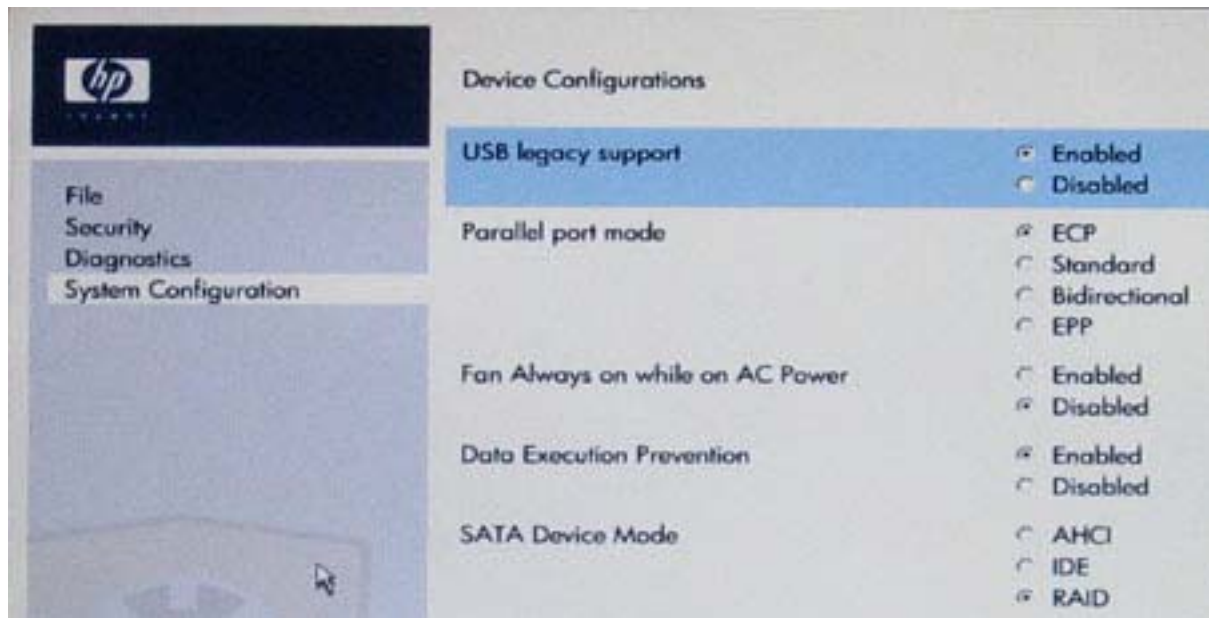 hp
Device Configurations
USB legacy support
Enabled
Disabled
File
Security
Diagnostics
System Configuration
Parallel port mode
ECP
Standard
Bidirectional
EPP
Fan Always on while on AC Power
Enabled
Disabled
Data Execution Prevention
Enabled
Disabled
SATA Device Mode
AHCI
IDE
RAID